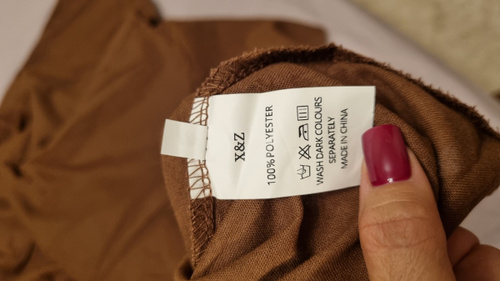 X&Z
100%POLYESTER
WASH DARK COLOURS
SEPARATELY
MADE IN CHINA